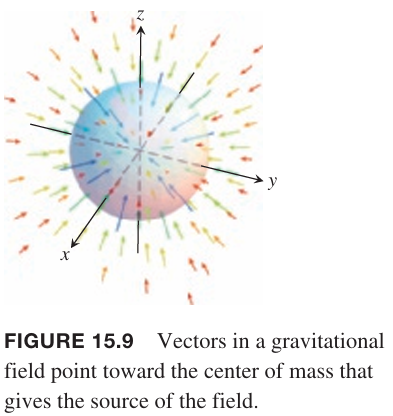 z
y
x
FIGURE 15.9 Vectors in a gravitational
field point toward the center of mass that
gives the source of the field.